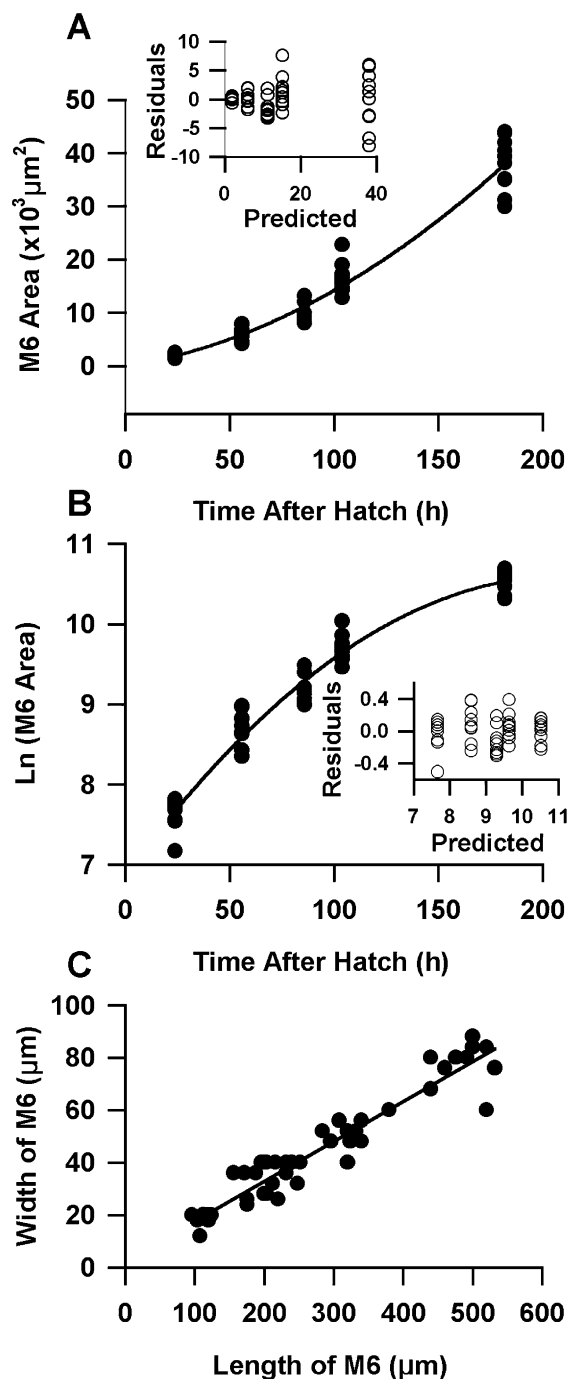 A
Residuals
10
5
0
-5
-10
0 20 40
Predicted
M6 Area (x10³µm²)
50
40
30
20
10
0
0 50 100 150 200
Time After Hatch (h)
B
Ln (M6 Area)
11
10
9
8
7
Residuals
0.4
0.0
-0.4
7 8 9 10 11
Predicted
0 50 100 150 200
Time After Hatch (h)
C
Width of M6 (µm)
100
80
60
40
20
0
0 100 200 300 400 500 600
Length of M6 (µm)